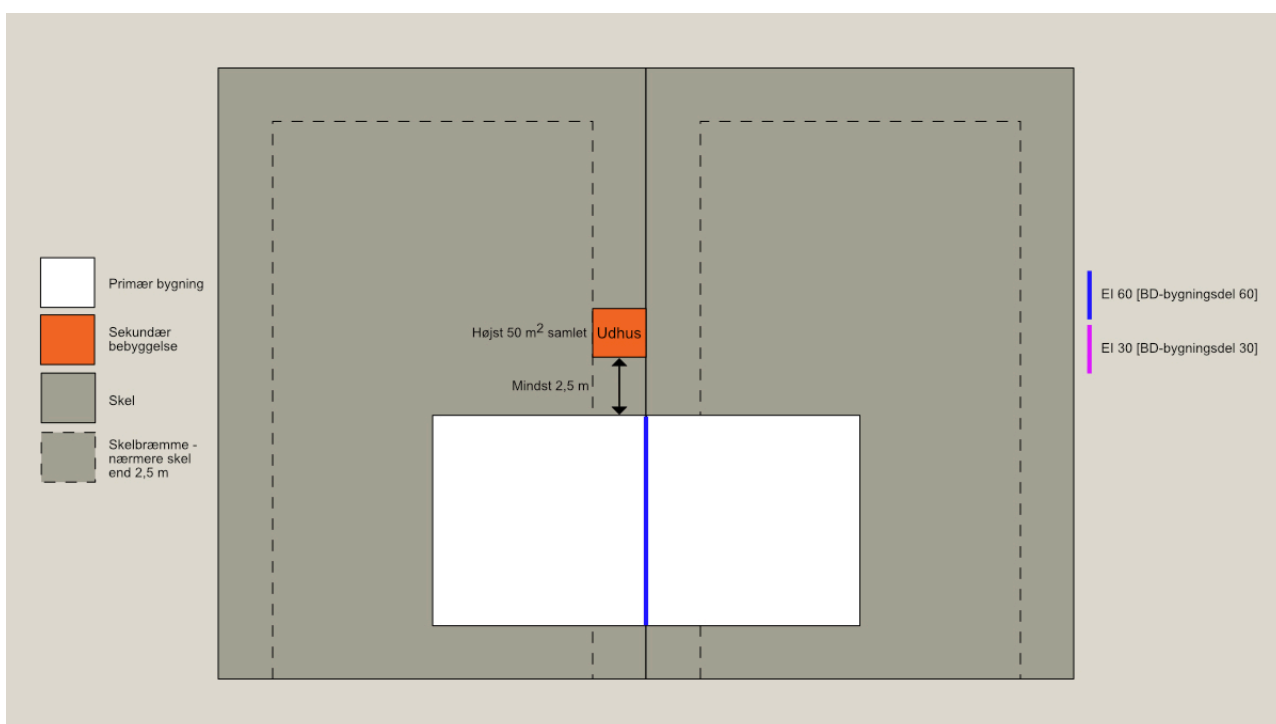 Primær bygning
Sekundær
bebyggelse
Skel
Skelbræmme -
nærmere skel
end 2,5 m
Højst 50 m² samlet
Udhus
Mindst 2,5 m
EI 60 [BD-bygningsdel 60]
EI 30 [BD-bygningsdel 30]